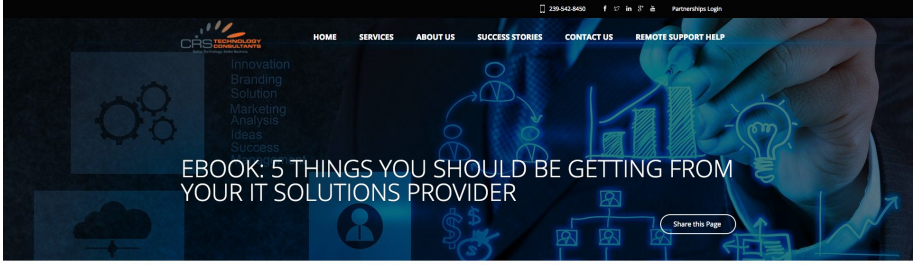 239-542-8450 Partnerships Login
CRS TECHNOLOGY
CONSULTANTS
HOME SERVICES ABOUT US SUCCESS STORIES CONTACT US REMOTE SUPPORT HELP
Innovation
Branding
Solution
Marketing
Analysis
Ideas
Success
EBOOK: 5 THINGS YOU SHOULD BE GETTING FROM
YOUR IT SOLUTIONS PROVIDER
Share this Page